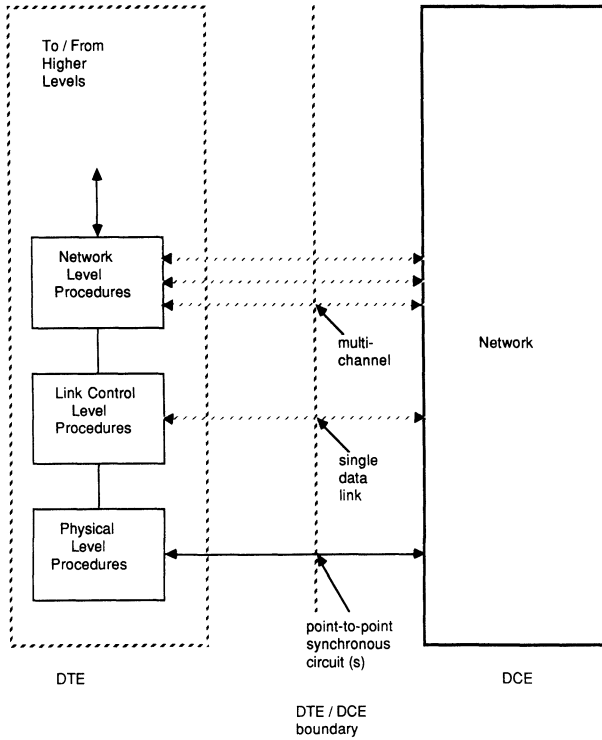 To / From
Higher
Levels
Network
Level
Procedures
multi-
channel
Network
Link Control
Level
Procedures
single
data
link
Physical
Level
Procedures
point-to-point
synchronous
circuit (s)
DTE
DCE
DTE / DCE
boundary